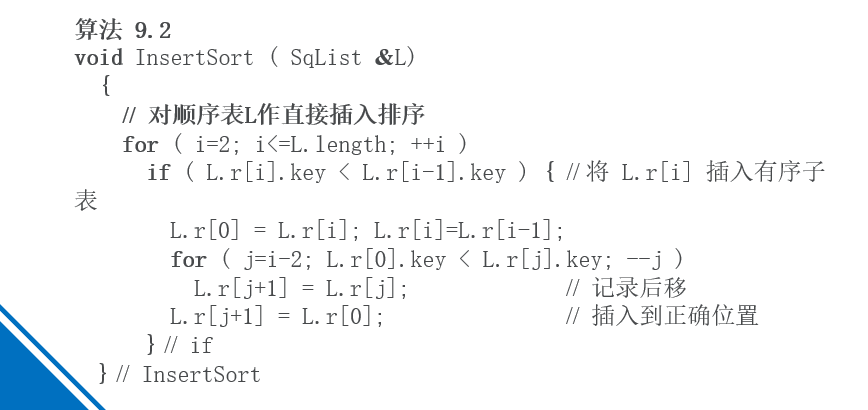 算法 9.2
void InsertSort ( SqList &L)
{
// 对顺序表L作直接插入排序
for ( i=2; i<=L.length; ++i )
if ( L.r[i].key < L.r[i-1].key ) { //将 L.r[i] 插入有序子
表
L.r[0] = L.r[i]; L.r[i]=L.r[i-1];
for ( j=i-2; L.r[0].key < L.r[j].key; --j )
L.r[j+1] = L.r[j]; // 记录后移
L.r[j+1] = L.r[0]; // 插入到正确位置
} // if
} // InsertSort